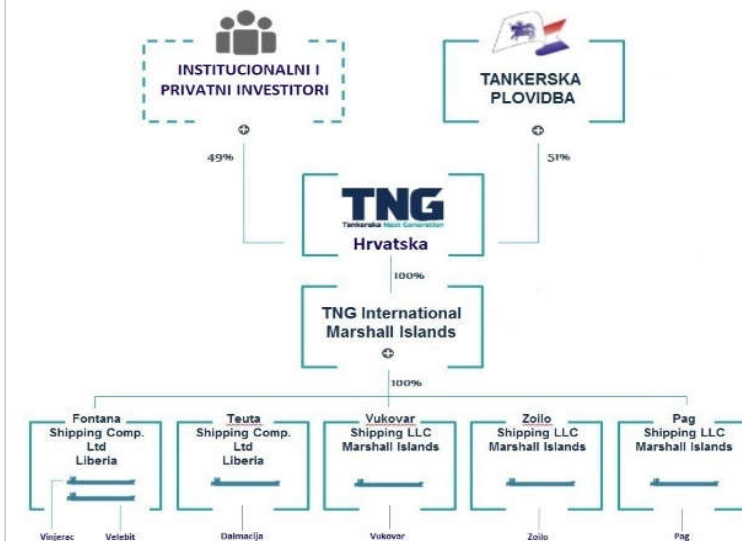 INSTITUCIONALNI I
PRIVATNI INVESTITORI
TANKERSKA
PLOVIDBA
49%
51%
TNG
Tankerska Next Generation
Hrvatska
100%
TNG International
Marshall Islands
100%
Fontana
Shipping Comp.
Ltd
Liberia
Teuta
Shipping Comp.
Ltd
Liberia
Vukovar
Shipping LLC
Marshall Islands
Zoilo
Shipping LLC
Marshall Islands
Pag
Shipping LLC
Marshall Islands
Vinjerac
Velebit
Dalmacija
Vukovar
Zoilo
Pag